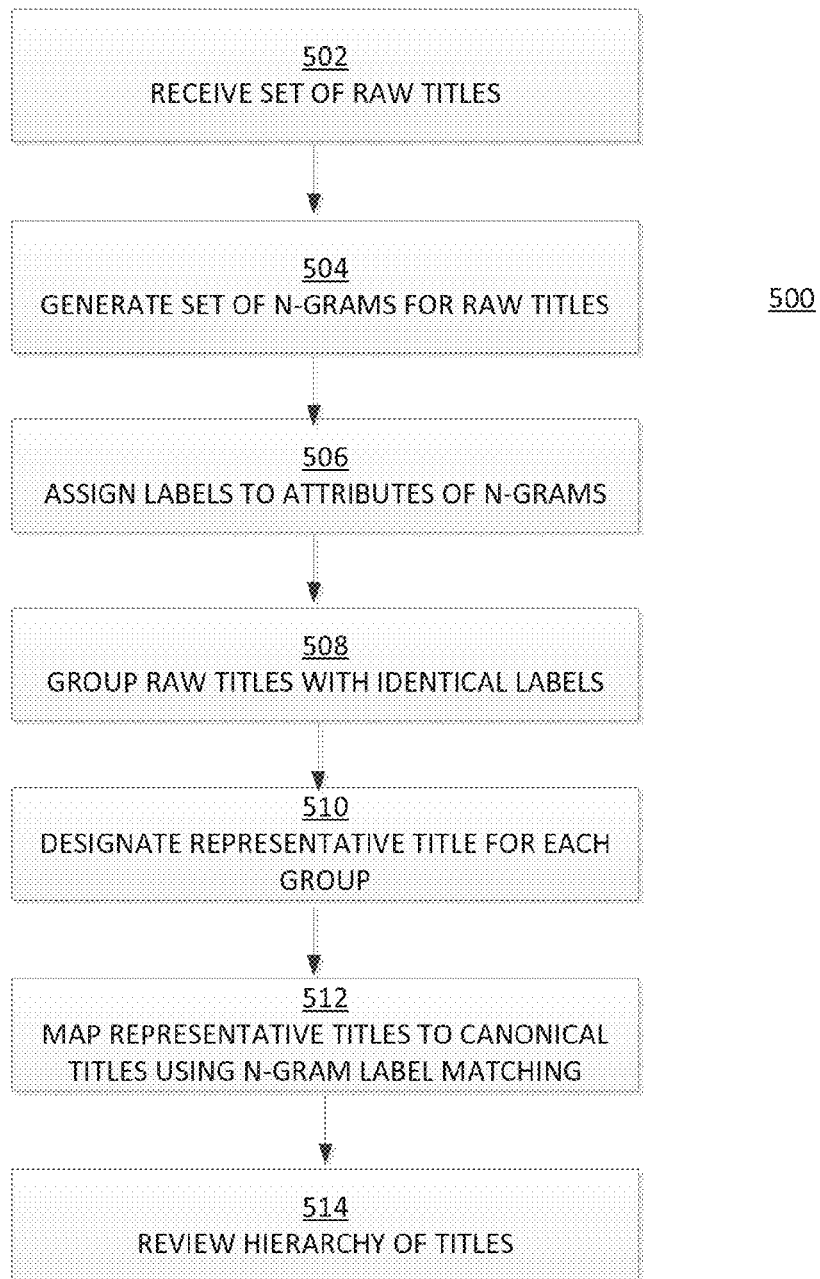 502
RECEIVE SET OF RAW TITLES
504
GENERATE SET OF N-GRAMS FOR RAW TITLES
500
506
ASSIGN LABELS TO ATTRIBUTES OF N-GRAMS
508
GROUP RAW TITLES WITH IDENTICAL LABELS
510
DESIGNATE REPRESENTATIVE TITLE FOR EACH
GROUP
512
MAP REPRESENTATIVE TITLES TO CANONICAL
TITLES USING N-GRAM LABEL MATCHING
514
REVIEW HIERARCHY OF TITLES